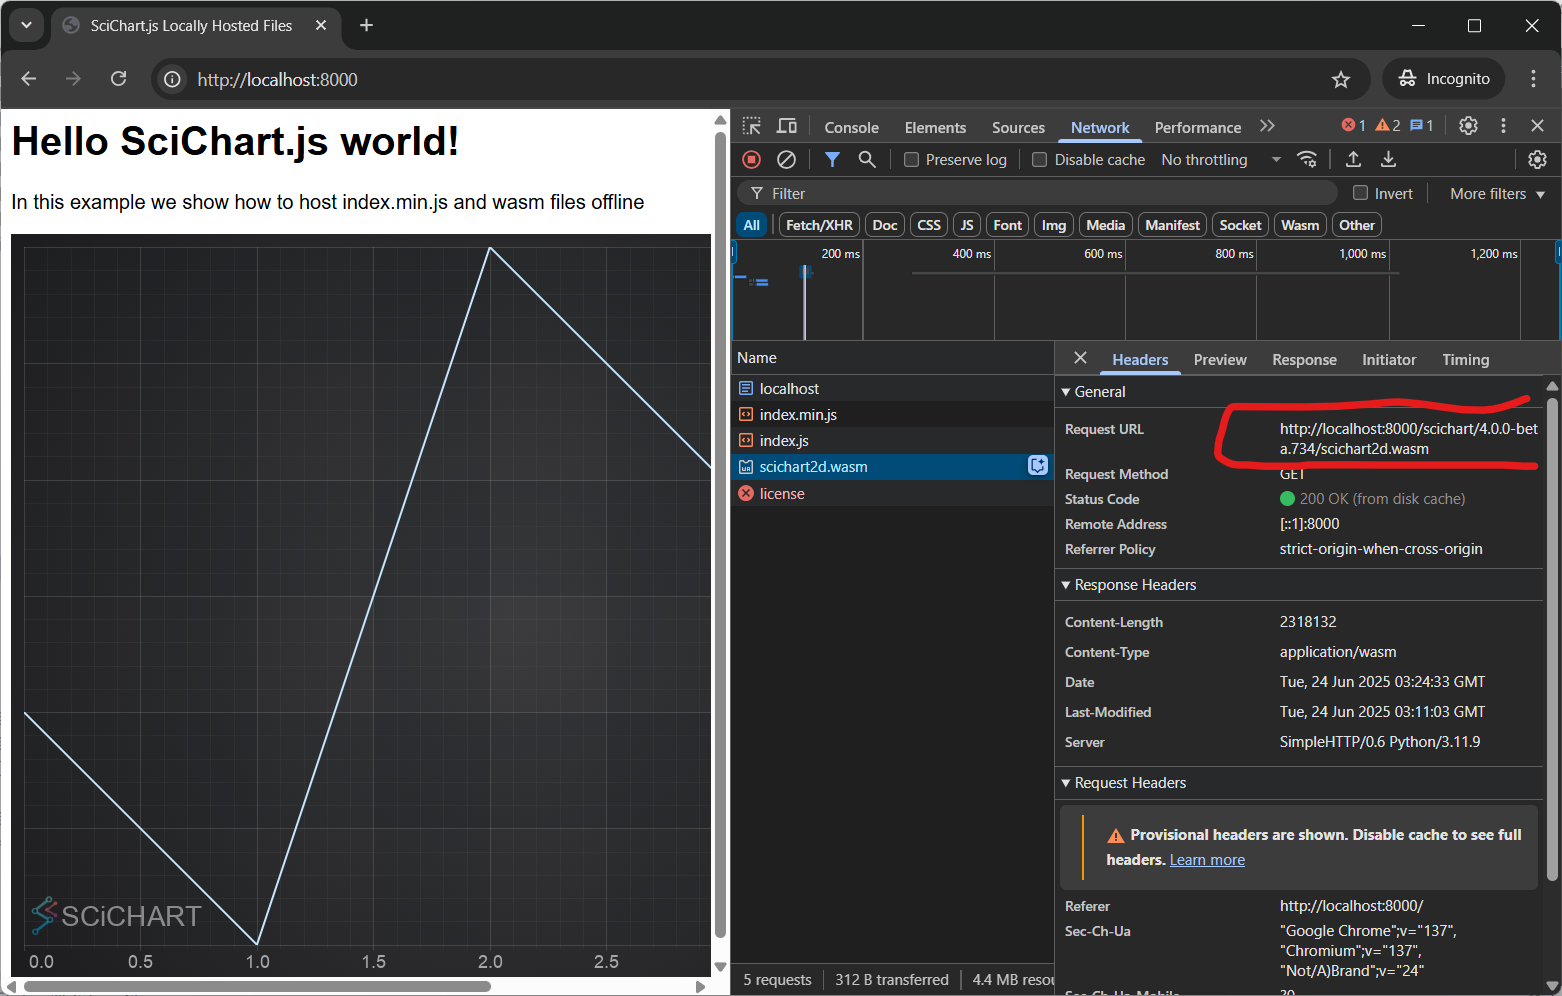 SciChart.js Locally Hosted Files
http://localhost:8000
Incognito
Hello SciChart.js world!
In this example we show how to host index.min.js and wasm files offline
SCiCHART
0.0 0.5 1.0 1.5 2.0 2.5
Console Elements Sources Network Performance 1 2 1
Preserve log Disable cache No throttling
Filter Invert More filters
All Fetch/XHR Doc CSS JS Font Img Media Manifest Socket Wasm Other
200 ms 400 ms 600 ms 800 ms 1,000 ms 1,200 ms
Name
localhost
index.min.js
index.js
scichart2d.wasm
license
5 requests 312 B transferred 4.4 MB resou
Headers Preview Response Initiator Timing
General
Request URL http://localhost:8000/scichart/4.0.0-bet
a.734/scichart2d.wasm
Request Method GET
Status Code 200 OK (from disk cache)
Remote Address [::1]:8000
Referrer Policy strict-origin-when-cross-origin
Response Headers
Content-Length 2318132
Content-Type application/wasm
Date Tue, 24 Jun 2025 03:24:33 GMT
Last-Modified Tue, 24 Jun 2025 03:11:03 GMT
Server SimpleHTTP/0.6 Python/3.11.9
Request Headers
Provisional headers are shown. Disable cache to see full
headers. Learn more
Referer http://localhost:8000/
Sec-Ch-Ua "Google Chrome";v="137",
"Chromium";v="137",
"Not/A)Brand";v="24"
Sec-Ch-Ua-Mobile ?0